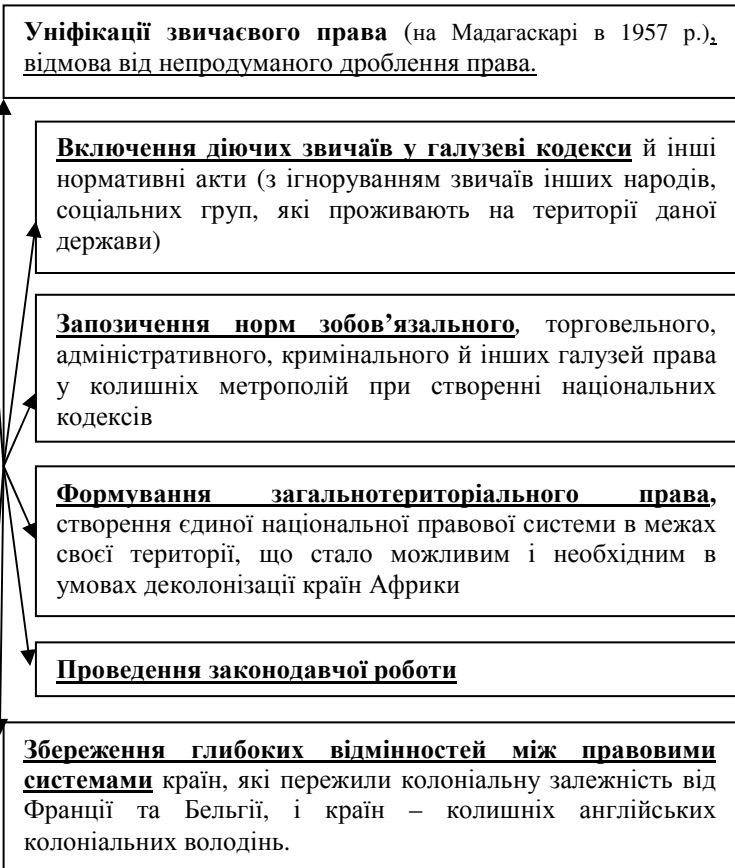 Уніфікації звичаєвого права (на Мадагаскарі в 1957 р.),
відмова від непродуманого дроблення права.
Включення діючих звичаїв у галузеві кодекси й інші
нормативні акти (з ігноруванням звичаїв інших народів,
соціальних груп, які проживають на території даної
держави)
Запозичення норм зобов’язального, торговельного,
адміністративного, кримінального й інших галузей права
у колишніх метрополій при створенні національних
кодексів
Формування загальнотериторіального права,
створення єдиної національної правової системи в межах
своєї території, що стало можливим і необхідним в
умовах деколонізації країн Африки
Проведення законодавчої роботи
Збереження глибоких відмінностей між правовими
системами країн, які пережили колоніальну залежність від
Франції та Бельгії, і країн – колишніх англійських
колоніальних володінь.